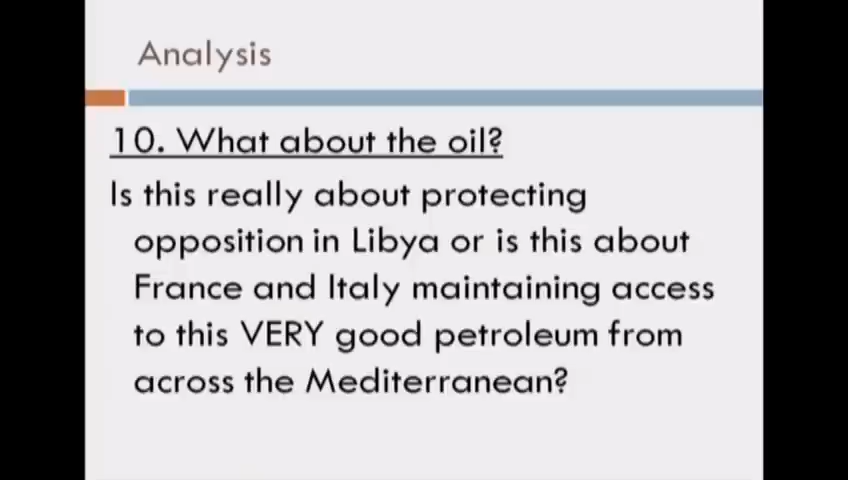 Analysis
10. What about the oil?
Is this really about protecting
opposition in Libya or is this about
France and Italy maintaining access
to this VERY good petroleum from
across the Mediterranean?